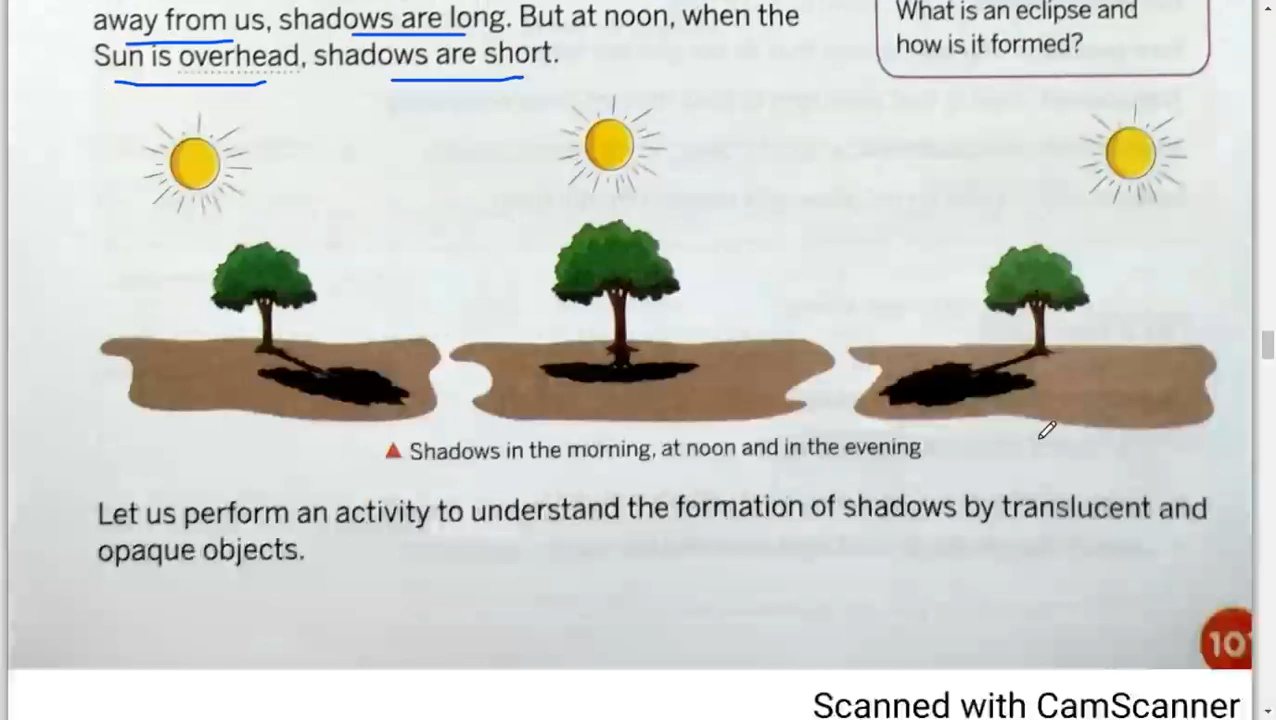 away from us, shadows are long. But at noon, when the
Sun is overhead, shadows are short.
What is an eclipse and
how is it formed?
▲ Shadows in the morning, at noon and in the evening
Let us perform an activity to understand the formation of shadows by translucent and
opaque objects.
101
Scanned with CamScanner